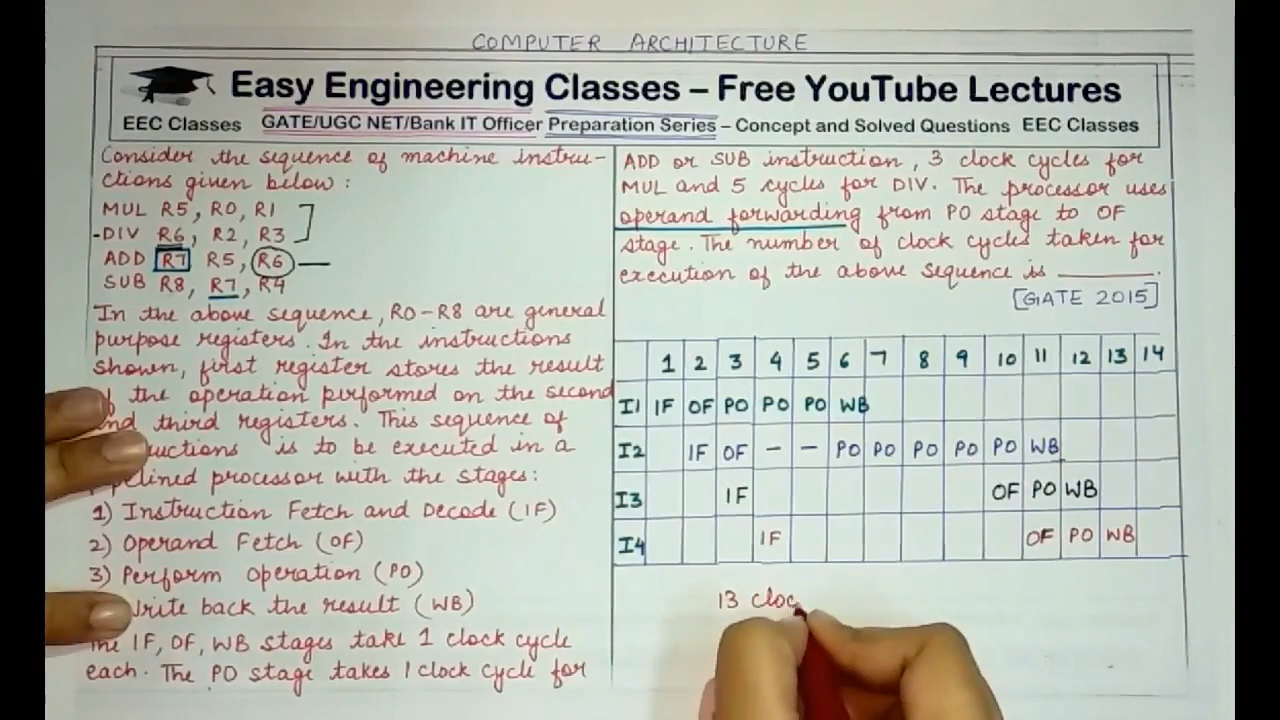 COMPUTER ARCHITECTURE
Easy Engineering Classes – Free YouTube Lectures
EEC Classes GATE/UGC NET/Bank IT Officer Preparation Series – Concept and Solved Questions EEC Classes
Consider the sequence of machine instru-
ctions given below :
MUL R5, R0, R1
-DIV R6, R2, R3
ADD R7 R5, R6
SUB R8, R7, R4
In the above sequence, R0-R8 are general
purpose registers. In the instructions
shown, first register stores the result
the operation performed on the second
third registers. This sequence of
is to be executed in a
processor with the stages:
1) Instruction Fetch and Decode (IF)
2) Operand Fetch (OF)
3) Perform Operation (PO)
back the result (WB)
IF, OF, WB stages take 1 clock cycle
each. The PO stage takes 1 clock cycle for
ADD or SUB instruction, 3 clock cycles for
MUL and 5 cycles for DIV. The processor uses
operand forwarding from PO stage to OF
stage. The number of clock cycles taken for
execution of the above sequence is ________.
[GATE 2015]
1 2 3 4 5 6 7 8 9 10 11 12 13 14
I1 IF OF PO PO PO WB
I2 IF OF - - PO PO PO PO PO WB
I3 IF OF PO WB
I4 IF OF PO WB
13 cloc